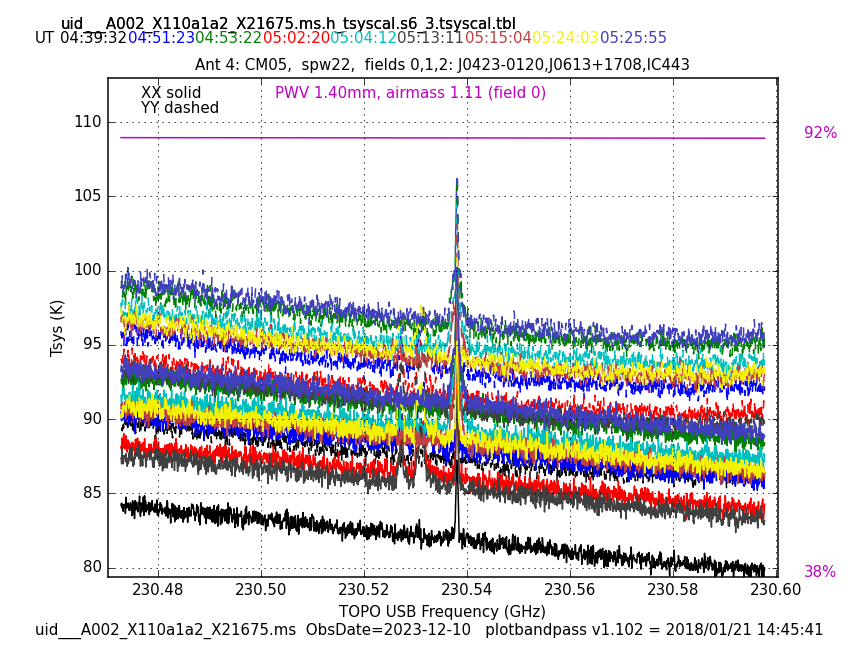 uid___A002_X110a1a2_X21675.ms.h_tsyscal.s6_3.tsyscal.tbl
UT 04:39:32 04:51:23 04:53:22 05:02:20 05:04:12 05:13:11 05:15:04 05:24:03 05:25:55
Ant 4: CM05,  spw22,  fields 0,1,2: J0423-0120,J0613+1708,IC443
XX solid
PWV 1.40mm, airmass 1.11 (field 0)
YY dashed
110
92%
105
100
95
90
85
80
Tsys (K)
38%
230.48 230.50 230.52 230.54 230.56 230.58 230.60
TOPO USB Frequency (GHz)
uid___A002_X110a1a2_X21675.ms  ObsDate=2023-12-10   plotbandpass v1.102 = 2018/01/21 14:45:41